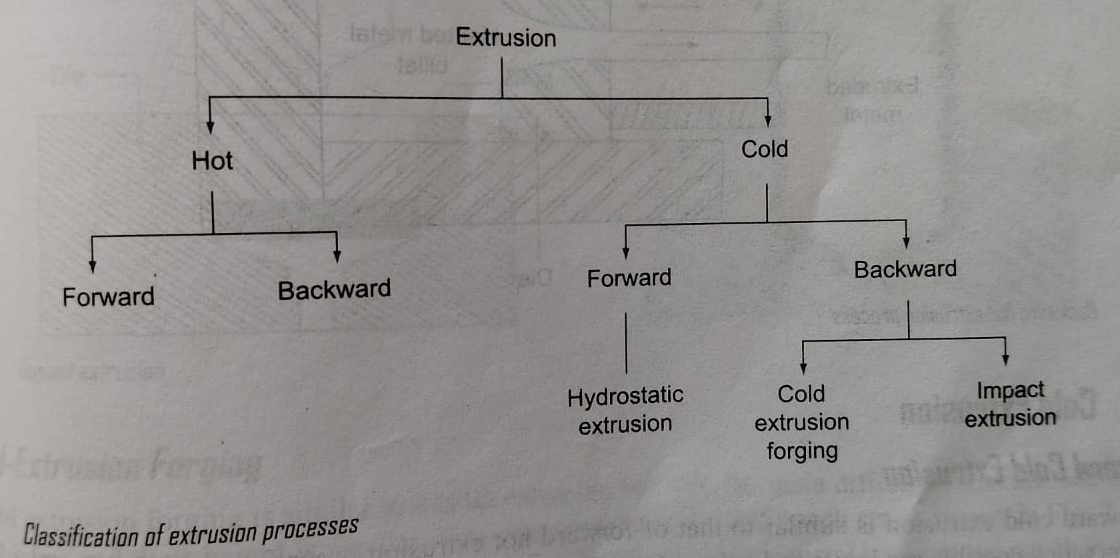 Extrusion
Hot
Cold
Forward
Backward
Forward
Backward
Hydrostatic
extrusion
Cold
extrusion
forging
Impact
extrusion
Classification of extrusion processes